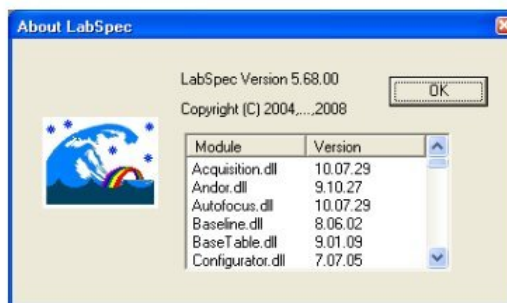 About LabSpec
LabSpec Version 5.68.00
OK
Copyright (C) 2004,...,2008
Module Version
Acquisition.dll 10.07.29
Andor.dll 9.10.27
Autofocus.dll 10.07.29
Baseline.dll 8.06.02
BaseTable.dll 9.01.09
Configurator.dll 7.07.05